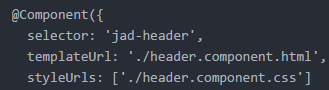 @Component({
  selector: 'jad-header',
  templateUrl: './header.component.html',
  styleUrls: ['./header.component.css']